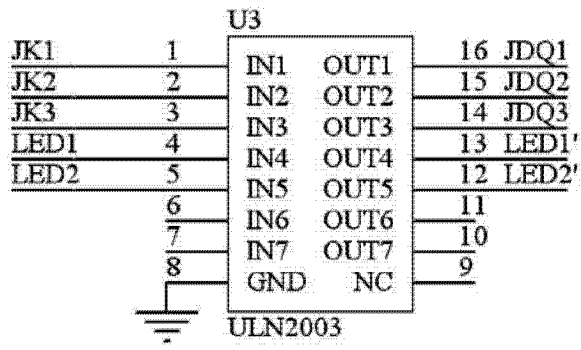 U3
JK1 1 IN1 OUT1 16 JDQ1
JK2 2 IN2 OUT2 15 JDQ2
JK3 3 IN3 OUT3 14 JDQ3
LED1 4 IN4 OUT4 13 LED1'
LED2 5 IN5 OUT5 12 LED2'
6 IN6 OUT6 11
7 IN7 OUT7 10
8 GND NC 9
ULN2003